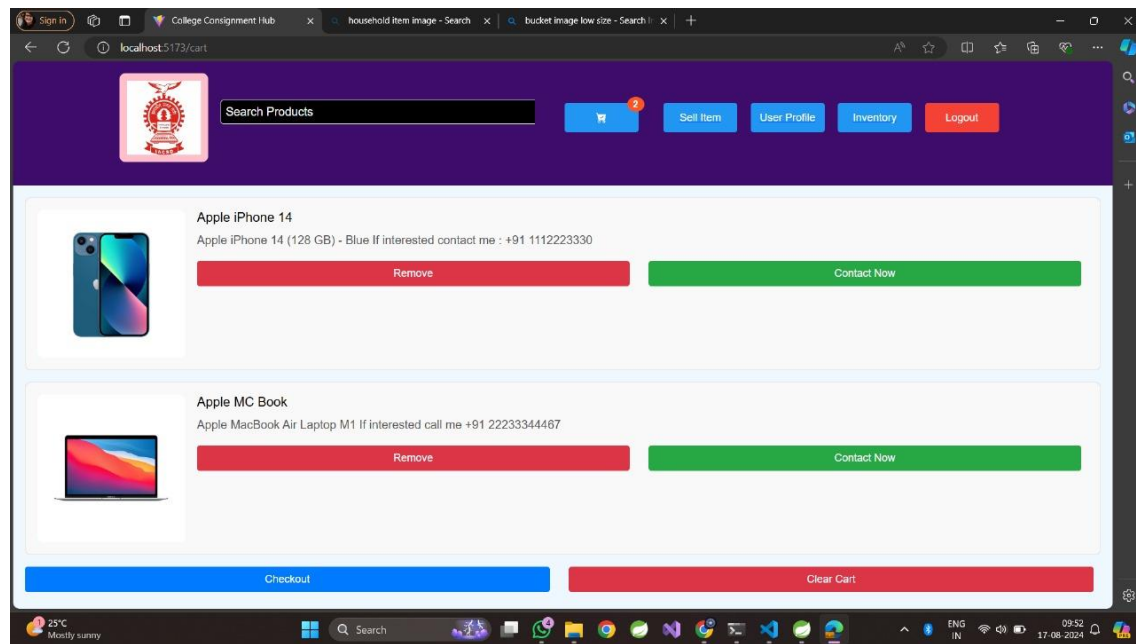 Sign in
College Consignment Hub
household item image - Search
bucket image low size - Search I
localhost:5173/cart
Search Products
2
Sell Item
User Profile
Inventory
Logout
Apple iPhone 14
Apple iPhone 14 (128 GB) - Blue If interested contact me : +91 1112223330
Remove
Contact Now
Apple MC Book
Apple MacBook Air Laptop M1 If interested call me +91 22233344467
Remove
Contact Now
Checkout
Clear Cart
1
25°C
Mostly sunny
Search
4
ENG
IN
09:52
17-08-2024